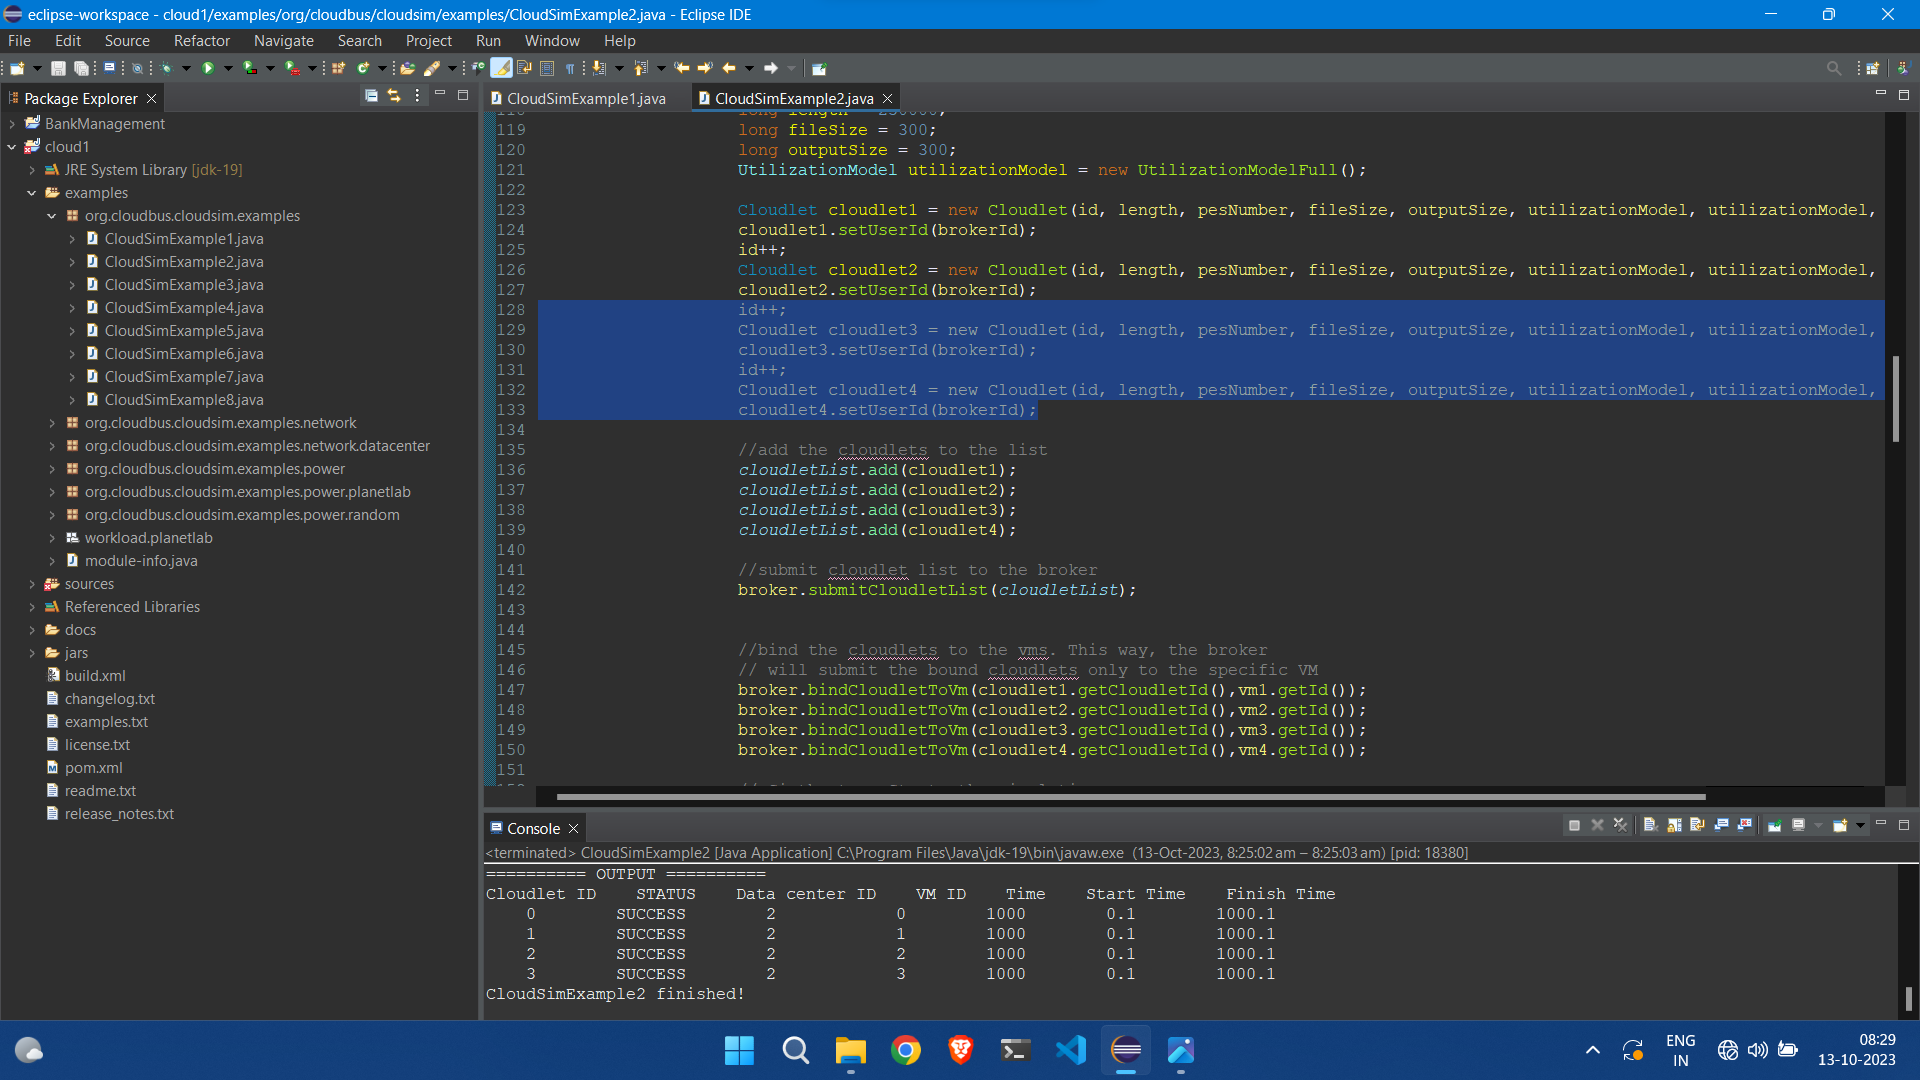 eclipse-workspace - cloud1/examples/org/cloudbus/cloudsim/examples/CloudSimExample2.java - Eclipse IDE
File Edit Source Refactor Navigate Search Project Run Window Help
Package Explorer
BankManagement
cloud1
JRE System Library [jdk-19]
examples
org.cloudbus.cloudsim.examples
CloudSimExample1.java
CloudSimExample2.java
CloudSimExample3.java
CloudSimExample4.java
CloudSimExample5.java
CloudSimExample6.java
CloudSimExample7.java
CloudSimExample8.java
org.cloudbus.cloudsim.examples.network
org.cloudbus.cloudsim.examples.network.datacenter
org.cloudbus.cloudsim.examples.power
org.cloudbus.cloudsim.examples.power.planetlab
org.cloudbus.cloudsim.examples.power.random
workload.planetlab
module-info.java
sources
Referenced Libraries
docs
jars
build.xml
changelog.txt
examples.txt
license.txt
pom.xml
readme.txt
release_notes.txt
CloudSimExample1.java CloudSimExample2.java
119 long fileSize = 300;
120 long outputSize = 300;
121 UtilizationModel utilizationModel = new UtilizationModelFull();
122
123 Cloudlet cloudlet1 = new Cloudlet(id, length, pesNumber, fileSize, outputSize, utilizationModel, utilizationModel,
124 cloudlet1.setUserId(brokerId);
125 id++;
126 Cloudlet cloudlet2 = new Cloudlet(id, length, pesNumber, fileSize, outputSize, utilizationModel, utilizationModel,
127 cloudlet2.setUserId(brokerId);
128 id++;
129 Cloudlet cloudlet3 = new Cloudlet(id, length, pesNumber, fileSize, outputSize, utilizationModel, utilizationModel,
130 cloudlet3.setUserId(brokerId);
131 id++;
132 Cloudlet cloudlet4 = new Cloudlet(id, length, pesNumber, fileSize, outputSize, utilizationModel, utilizationModel,
133 cloudlet4.setUserId(brokerId);
134
135 //add the cloudlets to the list
136 cloudletList.add(cloudlet1);
137 cloudletList.add(cloudlet2);
138 cloudletList.add(cloudlet3);
139 cloudletList.add(cloudlet4);
140
141 //submit cloudlet list to the broker
142 broker.submitCloudletList(cloudletList);
143
144
145 //bind the cloudlets to the vms. This way, the broker
146 // will submit the bound cloudlets only to the specific VM
147 broker.bindCloudletToVm(cloudlet1.getCloudletId(),vm1.getId());
148 broker.bindCloudletToVm(cloudlet2.getCloudletId(),vm2.getId());
149 broker.bindCloudletToVm(cloudlet3.getCloudletId(),vm3.getId());
150 broker.bindCloudletToVm(cloudlet4.getCloudletId(),vm4.getId());
151
Console
<terminated> CloudSimExample2 [Java Application] C:\Program Files\Java\jdk-19\bin\javaw.exe (13-Oct-2023, 8:25:02 am – 8:25:03 am) [pid: 18380]
========== OUTPUT ==========
Cloudlet ID STATUS Data center ID VM ID Time Start Time Finish Time
0 SUCCESS 2 0 1000 0.1 1000.1
1 SUCCESS 2 1 1000 0.1 1000.1
2 SUCCESS 2 2 1000 0.1 1000.1
3 SUCCESS 2 3 1000 0.1 1000.1
CloudSimExample2 finished!
ENG
IN
08:29
13-10-2023